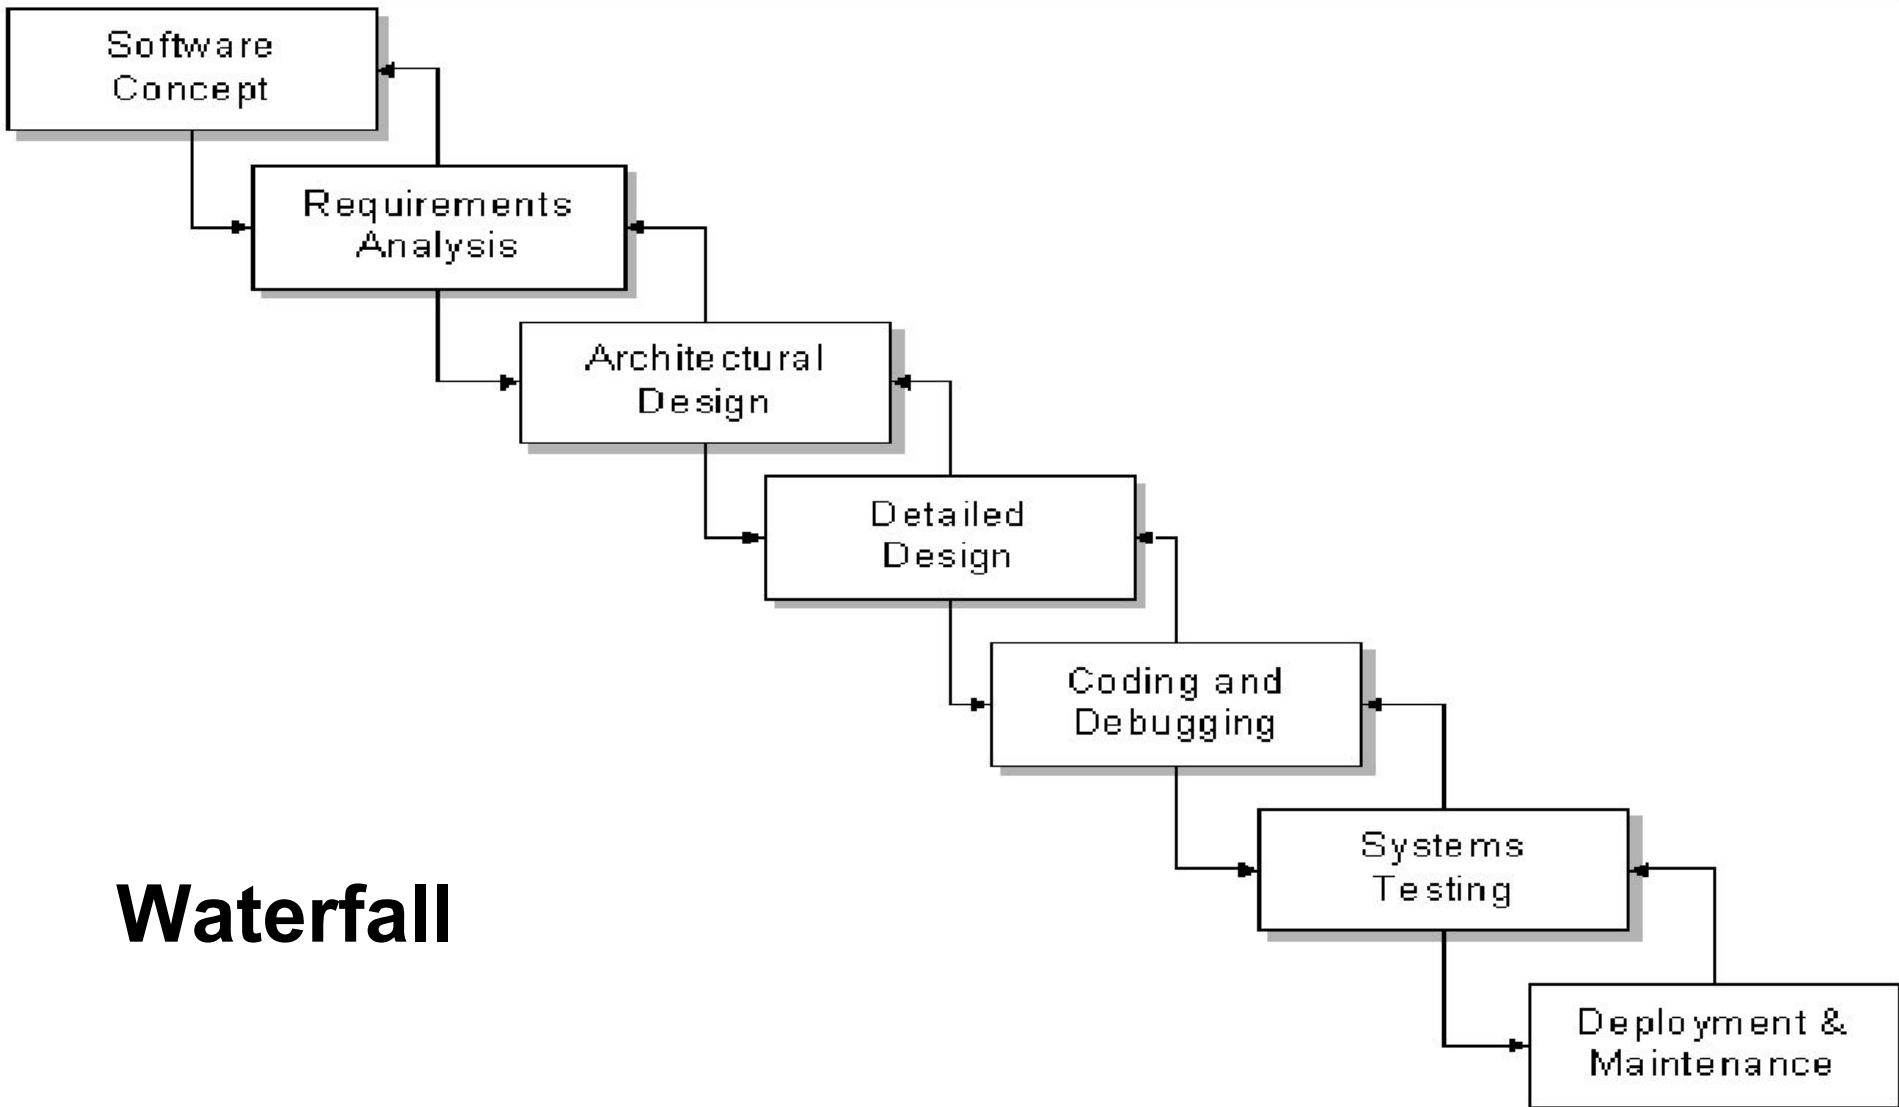 Software
Concept
Requirements
Analysis
Architectural
Design
Detailed
Design
Coding and
Debugging
Systems
Testing
Waterfall
Deployment &
Maintenance